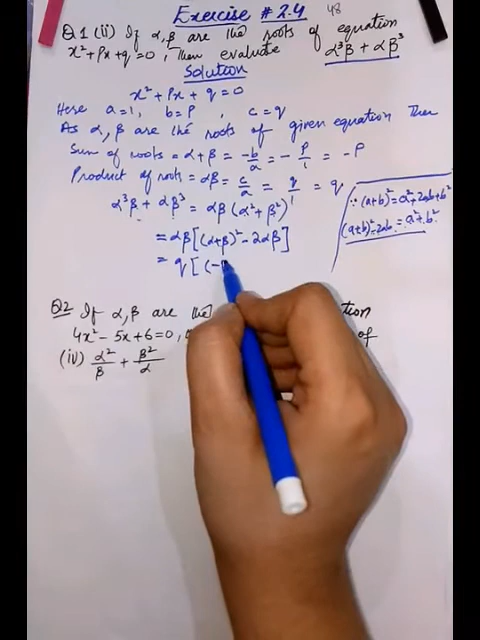 Exercise # 2.4
48
Q1 (ii) If α,β are the roots of equation
x²+Px+q=0, Then evaluate α³β + αβ³
Solution
x²+Px+q=0
Here a=1, b=P, c=q
As α,β are the roots of given equation Then
Sum of roots = α+β = -b/a = -P/1 = -P
Product of roots = αβ = c/a = q/1 = q
α³β + αβ³ = αβ(α²+β²)
= αβ[(α+β)²-2αβ]
= q[(-
∵ (a+b)²=a²+2ab+b²
(a+b)²-2ab=a²+b²
Q2 If α,β are the
4x²-5x+6=0, of
(iv) α²/β + β²/α